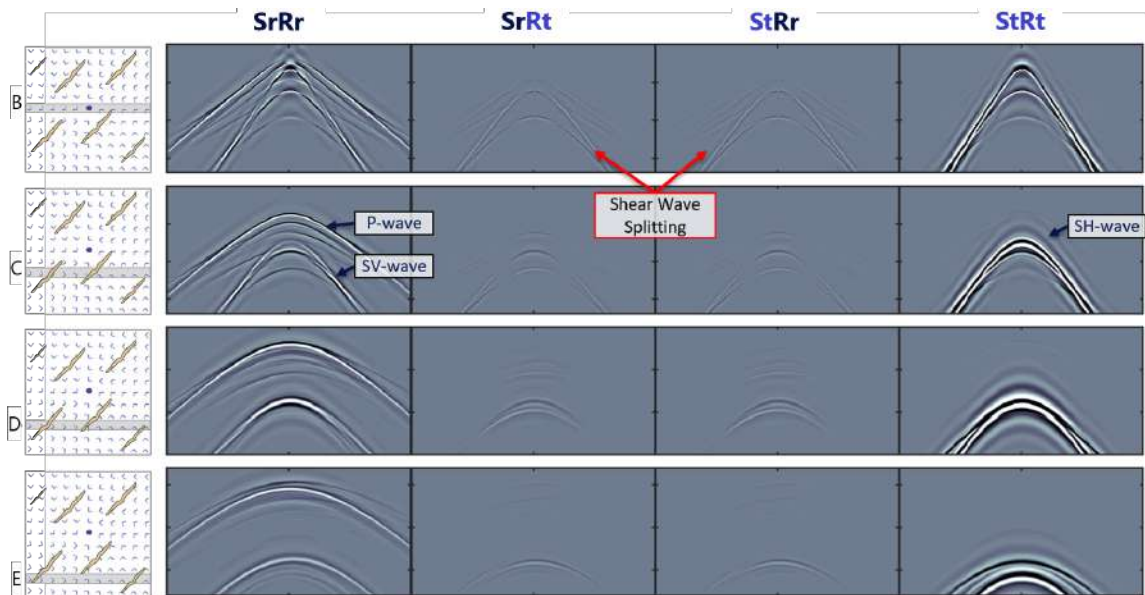 SrRr SrRt StRr StRt
B
Shear Wave
Splitting
C
P-wave
SV-wave
SH-wave
D
E